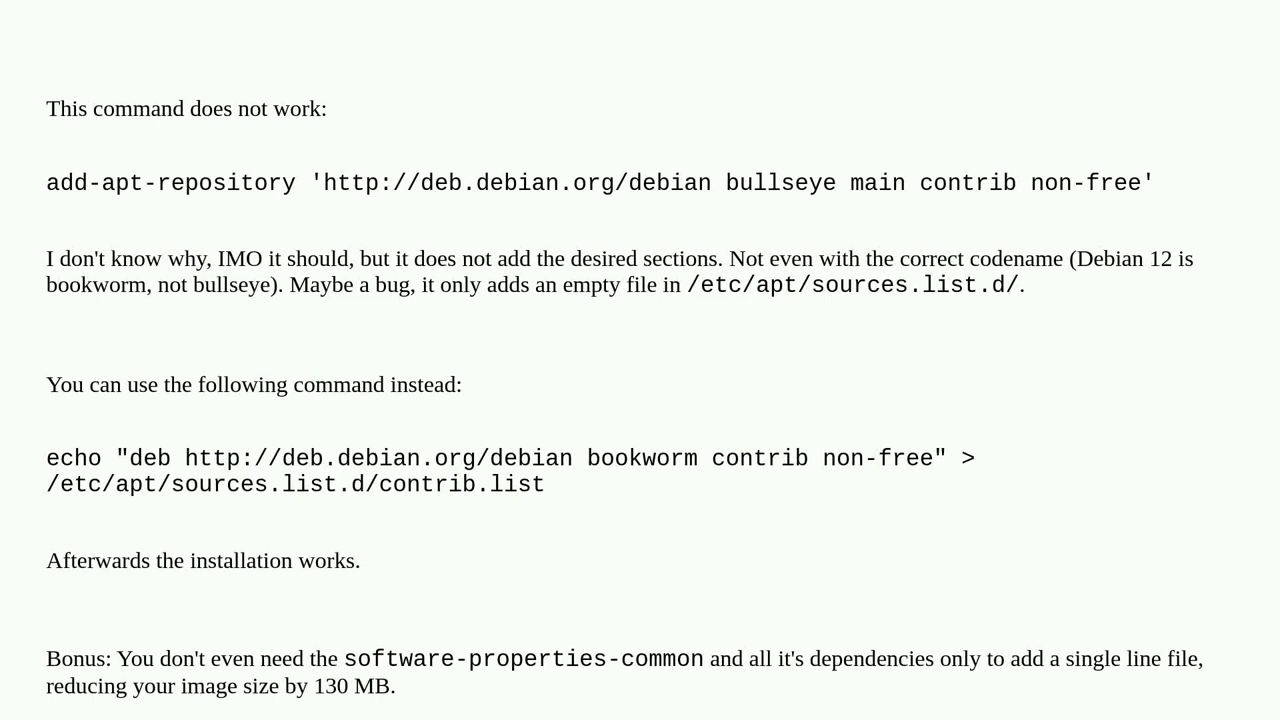 This command does not work:
add-apt-repository 'http://deb.debian.org/debian bullseye main contrib non-free'
I don't know why, IMO it should, but it does not add the desired sections. Not even with the correct codename (Debian 12 is
bookworm, not bullseye). Maybe a bug, it only adds an empty file in /etc/apt/sources.list.d/.
You can use the following command instead:
echo "deb http://deb.debian.org/debian bookworm contrib non-free" >
/etc/apt/sources.list.d/contrib.list
Afterwards the installation works.
Bonus: You don't even need the software-properties-common and all it's dependencies only to add a single line file,
reducing your image size by 130 MB.